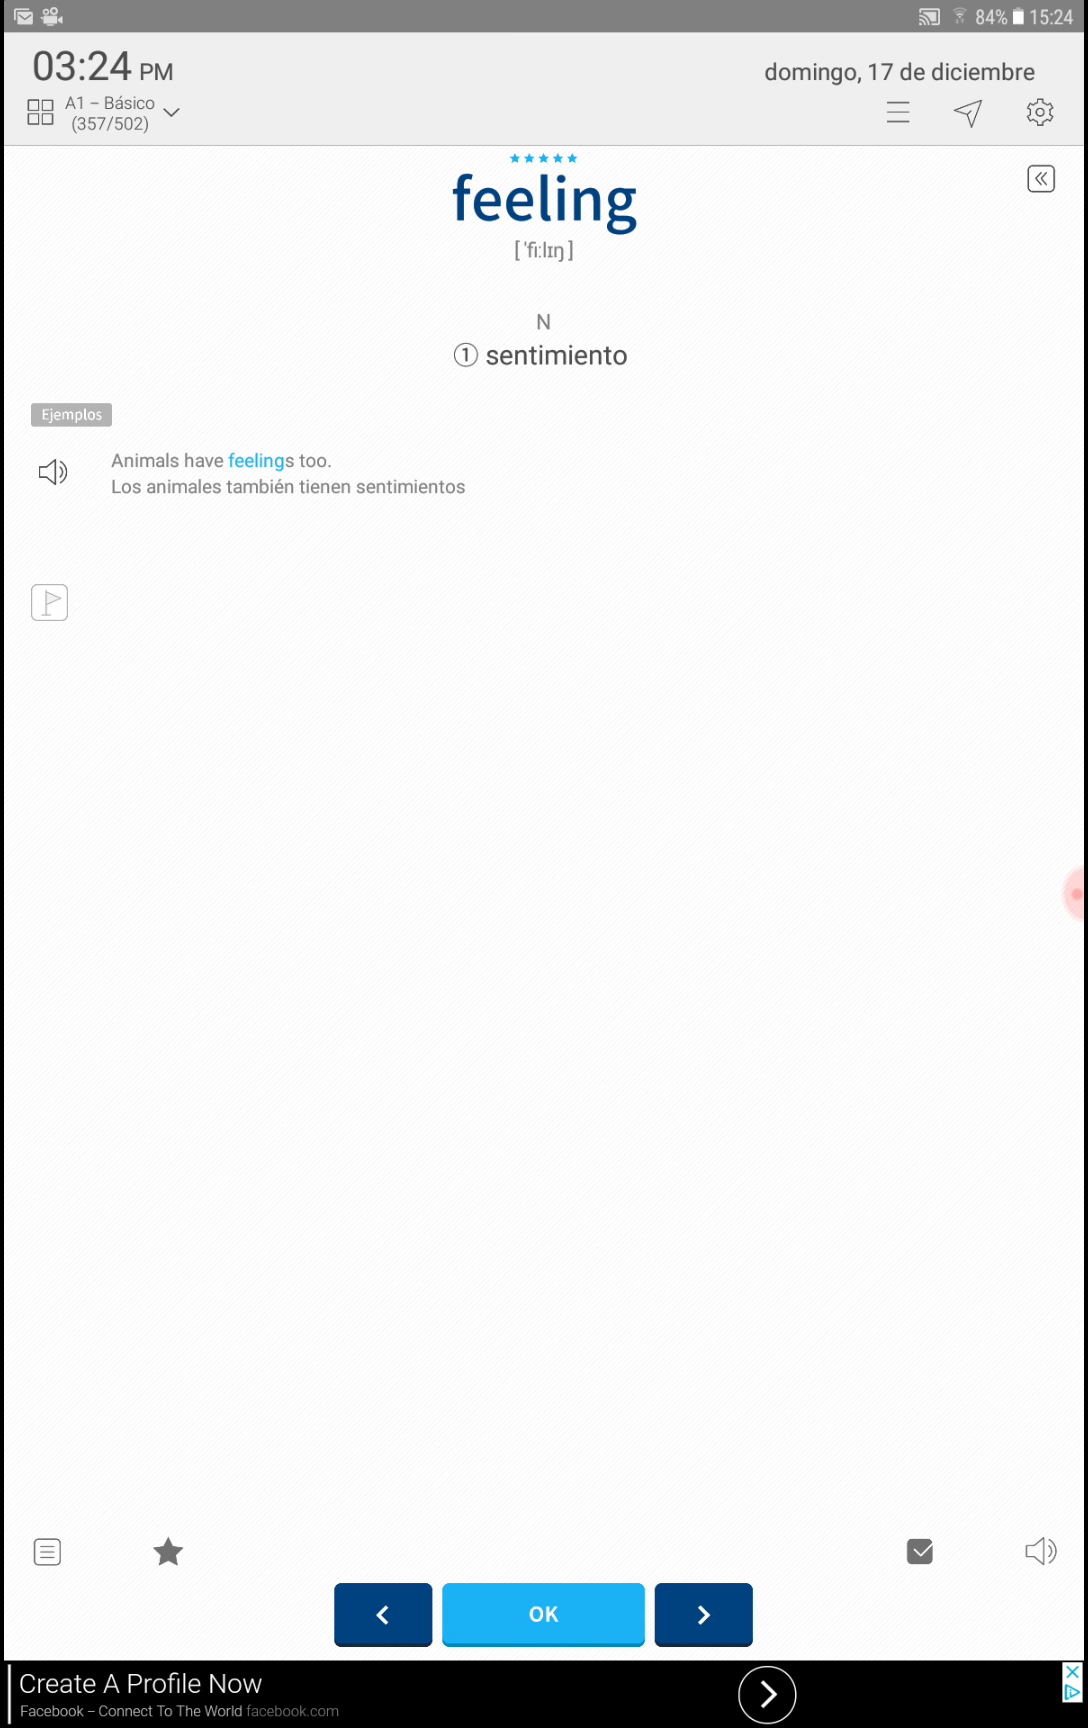 84% 15:24
03:24 PM
domingo, 17 de diciembre
A1 – Básico
(357/502)
feeling
[ 'fi:lɪŋ ]
N
① sentimiento
Ejemplos
Animals have feelings too.
Los animales también tienen sentimientos
OK
Create A Profile Now
Facebook – Connect To The World facebook.com